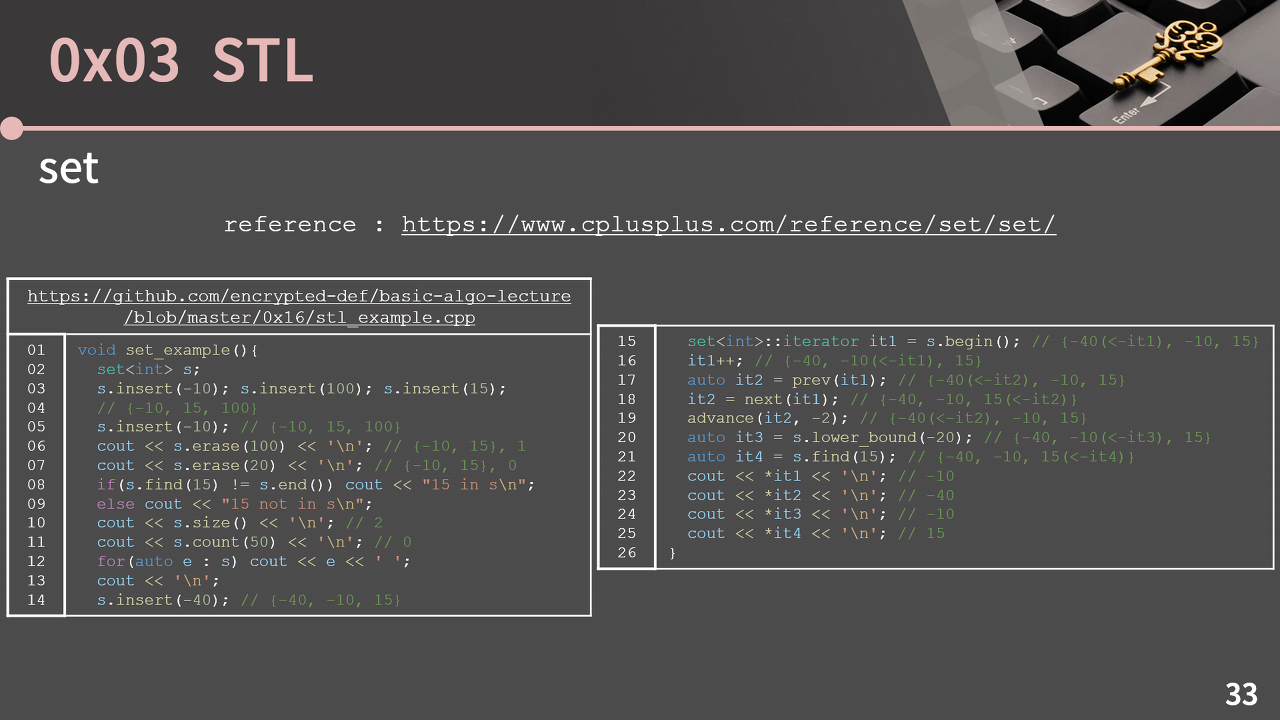 0x03 STL
Enter
set
reference : https://www.cplusplus.com/reference/set/set/
https://github.com/encrypted-def/basic-algo-lecture
/blob/master/0x16/stl_example.cpp
01 void set_example(){
02   set<int> s;
03   s.insert(-10); s.insert(100); s.insert(15);
04   // {-10, 15, 100}
05   s.insert(-10); // {-10, 15, 100}
06   cout << s.erase(100) << '\n'; // {-10, 15}, 1
07   cout << s.erase(20) << '\n'; // {-10, 15}, 0
08   if(s.find(15) != s.end()) cout << "15 in s\n";
09   else cout << "15 not in s\n";
10   cout << s.size() << '\n'; // 2
11   cout << s.count(50) << '\n'; // 0
12   for(auto e : s) cout << e << ' ';
13   cout << '\n';
14   s.insert(-40); // {-40, -10, 15}
15   set<int>::iterator it1 = s.begin(); // {-40(<-it1), -10, 15}
16   it1++; // {-40, -10(<-it1), 15}
17   auto it2 = prev(it1); // {-40(<-it2), -10, 15}
18   it2 = next(it1); // {-40, -10, 15(<-it2)}
19   advance(it2, -2); // {-40(<-it2), -10, 15}
20   auto it3 = s.lower_bound(-20); // {-40, -10(<-it3), 15}
21   auto it4 = s.find(15); // {-40, -10, 15(<-it4)}
22   cout << *it1 << '\n'; // -10
23   cout << *it2 << '\n'; // -40
24   cout << *it3 << '\n'; // -10
25   cout << *it4 << '\n'; // 15
26 }
33